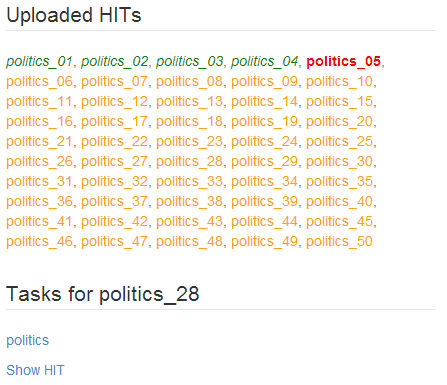 Uploaded HITs
politics_01, politics_02, politics_03, politics_04, politics_05,
politics_06, politics_07, politics_08, politics_09, politics_10,
politics_11, politics_12, politics_13, politics_14, politics_15,
politics_16, politics_17, politics_18, politics_19, politics_20,
politics_21, politics_22, politics_23, politics_24, politics_25,
politics_26, politics_27, politics_28, politics_29, politics_30,
politics_31, politics_32, politics_33, politics_34, politics_35,
politics_36, politics_37, politics_38, politics_39, politics_40,
politics_41, politics_42, politics_43, politics_44, politics_45,
politics_46, politics_47, politics_48, politics_49, politics_50
Tasks for politics_28
politics
Show HIT